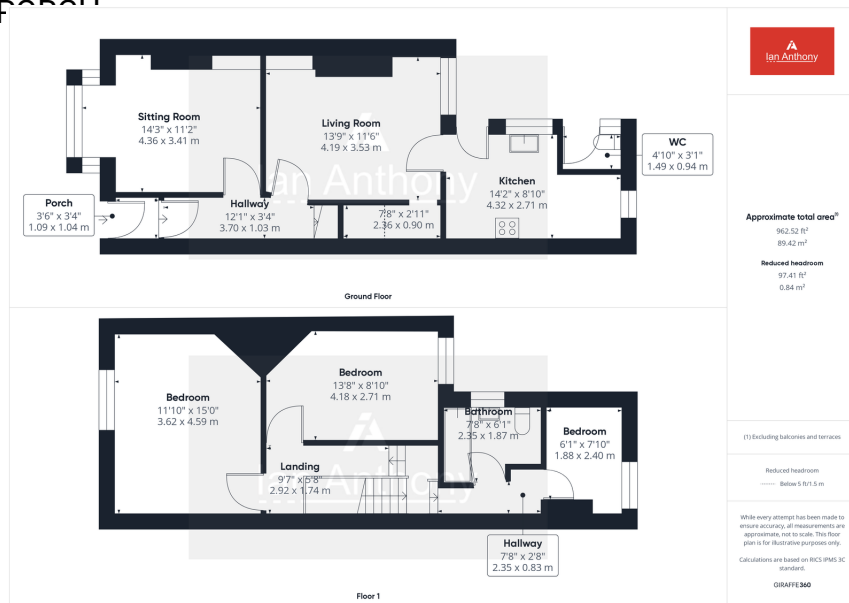 PORCH
Sitting Room
14'3" x 11'2"
4.36 x 3.41 m
Living Room
13'9" x 11'6"
4.19 x 3.53 m
WC
4'10" x 3'1"
1.49 x 0.94 m
Kitchen
14'2" x 8'10"
4.32 x 2.71 m
Porch
3'6" x 3'4"
1.09 x 1.04 m
Hallway
12'1" x 3'4"
3.70 x 1.03 m
7'8" x 2'11"
2.36 x 0.90 m
Ian Anthony
Ground Floor
Bedroom
11'10" x 15'0"
3.62 x 4.59 m
Bedroom
13'8" x 8'10"
4.18 x 2.71 m
Bathroom
7'8" x 6'1"
2.35 x 1.87 m
Bedroom
6'1" x 7'10"
1.88 x 2.40 m
Landing
9'7" x 5'8"
2.92 x 1.74 m
Ian Anthony
Hallway
7'8" x 2'8"
2.35 x 0.83 m
Floor 1
Ian Anthony
Approximate total area(1)
962.52 ft²
89.42 m²
Reduced headroom
97.41 ft²
0.84 m²
(1) Excluding balconies and terraces
Reduced headroom
Below 5 ft/1.5 m
While every attempt has been made to
ensure accuracy, all measurements are
approximate, not to scale. This floor
plan is for illustrative purposes only.
Calculations are based on RICS IPMS 3C
standard.
GIRAFFE360